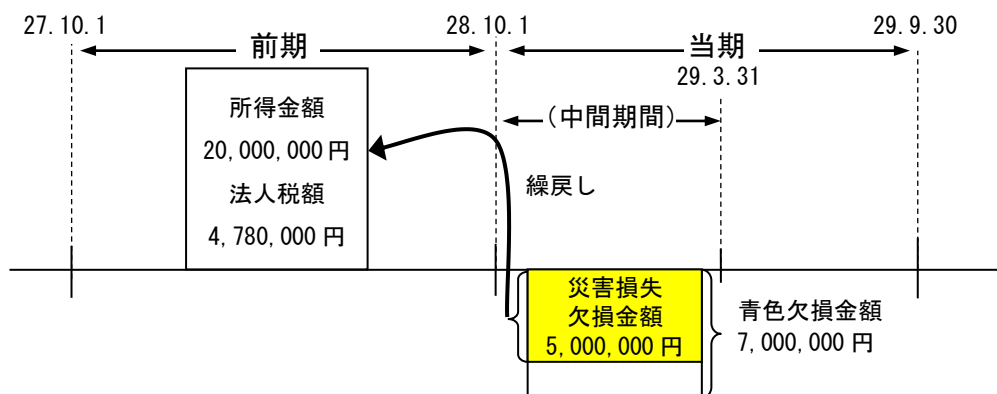 27.10.1
28.10.1
29.9.30
前期
当期
29.3.31
(中間期間)
所得金額
20,000,000円
法人税額
4,780,000円
繰戻し
災害損失
欠損金額
5,000,000円
青色欠損金額
7,000,000円